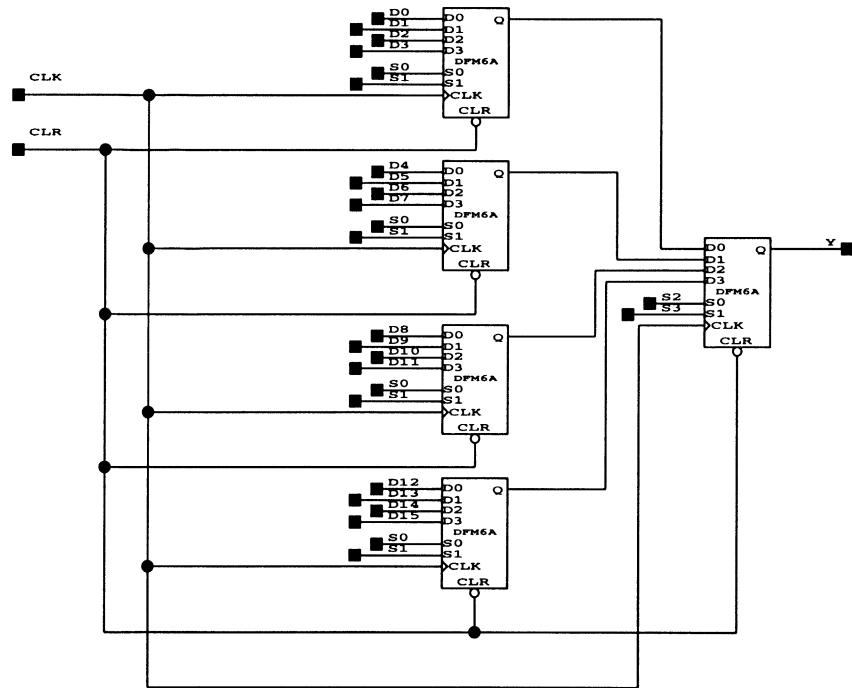 D0 D0 Q
D1 D1
D2 D2
D3 D3
DFM6A
S0 S0
S1 S1
CLK CLK
CLR
CLR
D4 D0 Q
D5 D1
D6 D2
D7 D3
DFM6A
S0 S0
S1 S1
CLK
CLR
D0 Q Y
D1
D2
D3
DFM6A
S2 S0
S3 S1
CLK
CLR
D8 D0 Q
D9 D1
D10 D2
D11 D3
DFM6A
S0 S0
S1 S1
CLK
CLR
D12 D0 Q
D13 D1
D14 D2
D15 D3
DFM6A
S0 S0
S1 S1
CLK
CLR